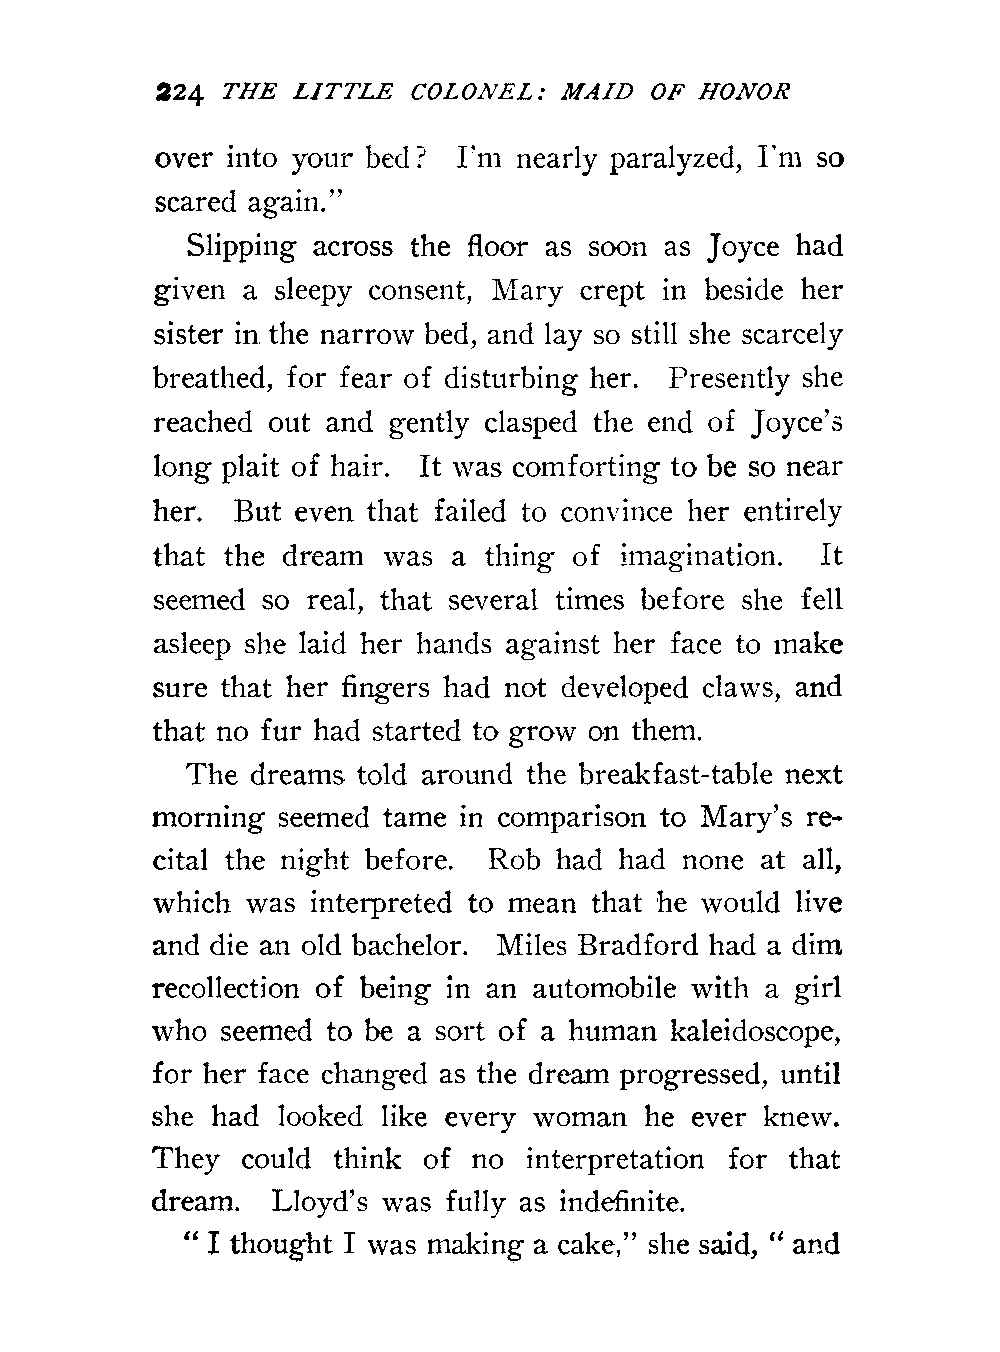 224 THE LITTLE COLONEL: MAID OF HONOR
over into your bed? I'm nearly paralyzed, I'm so
scared again."
Slipping across the floor as soon as Joyce had
given a sleepy consent, Mary crept in beside her
sister in the narrow bed, and lay so still she scarcely
breathed, for fear of disturbing her. Presently she
reached out and gently clasped the end of Joyce's
long plait of hair. It was comforting to be so near
her. But even that failed to convince her entirely
that the dream was a thing of imagination. It
seemed so real, that several times before she fell
asleep she laid her hands against her face to make
sure that her fingers had not developed claws, and
that no fur had started to grow on them.
The dreams told around the breakfast-table next
morning seemed tame in comparison to Mary's re-
cital the night before. Rob had had none at all,
which was interpreted to mean that he would live
and die an old bachelor. Miles Bradford had a dim
recollection of being in an automobile with a girl
who seemed to be a sort of a human kaleidoscope,
for her face changed as the dream progressed, until
she had looked like every woman he ever knew.
They could think of no interpretation for that
dream. Lloyd's was fully as indefinite.
"I thought I was making a cake," she said, "and